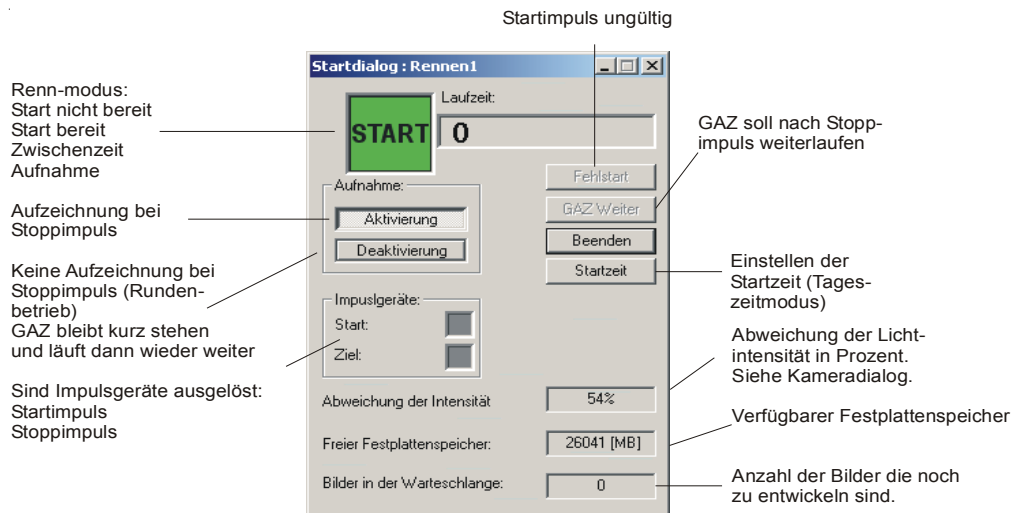 Startimpuls ungültig
Startdialog : Rennen1
Renn-modus:
Start nicht bereit
Start bereit
Zwischenzeit
Aufnahme
START
Laufzeit:
0
GAZ soll nach Stopp-
impuls weiterlaufen
Fehlstart
GAZ Weiter
Beenden
Startzeit
Aufnahme:
Aktivierung
Deaktivierung
Aufzeichnung bei
Stoppimpuls
Keine Aufzeichnung bei
Stoppimpuls (Runden-
betrieb)
GAZ bleibt kurz stehen
und läuft dann wieder weiter
Einstellen der
Startzeit (Tages-
zeitmodus)
Impuslgeräte:
Start:
Ziel:
Sind Impulsgeräte ausgelöst:
Startimpuls
Stoppimpuls
Abweichung der Licht-
intensität in Prozent.
Siehe Kameradialog.
Abweichung der Intensität
54%
Verfügbarer Festplattenspeicher
Freier Festplattenspeicher:
26041 [MB]
Bilder in der Warteschlange:
0
Anzahl der Bilder die noch
zu entwickeln sind.